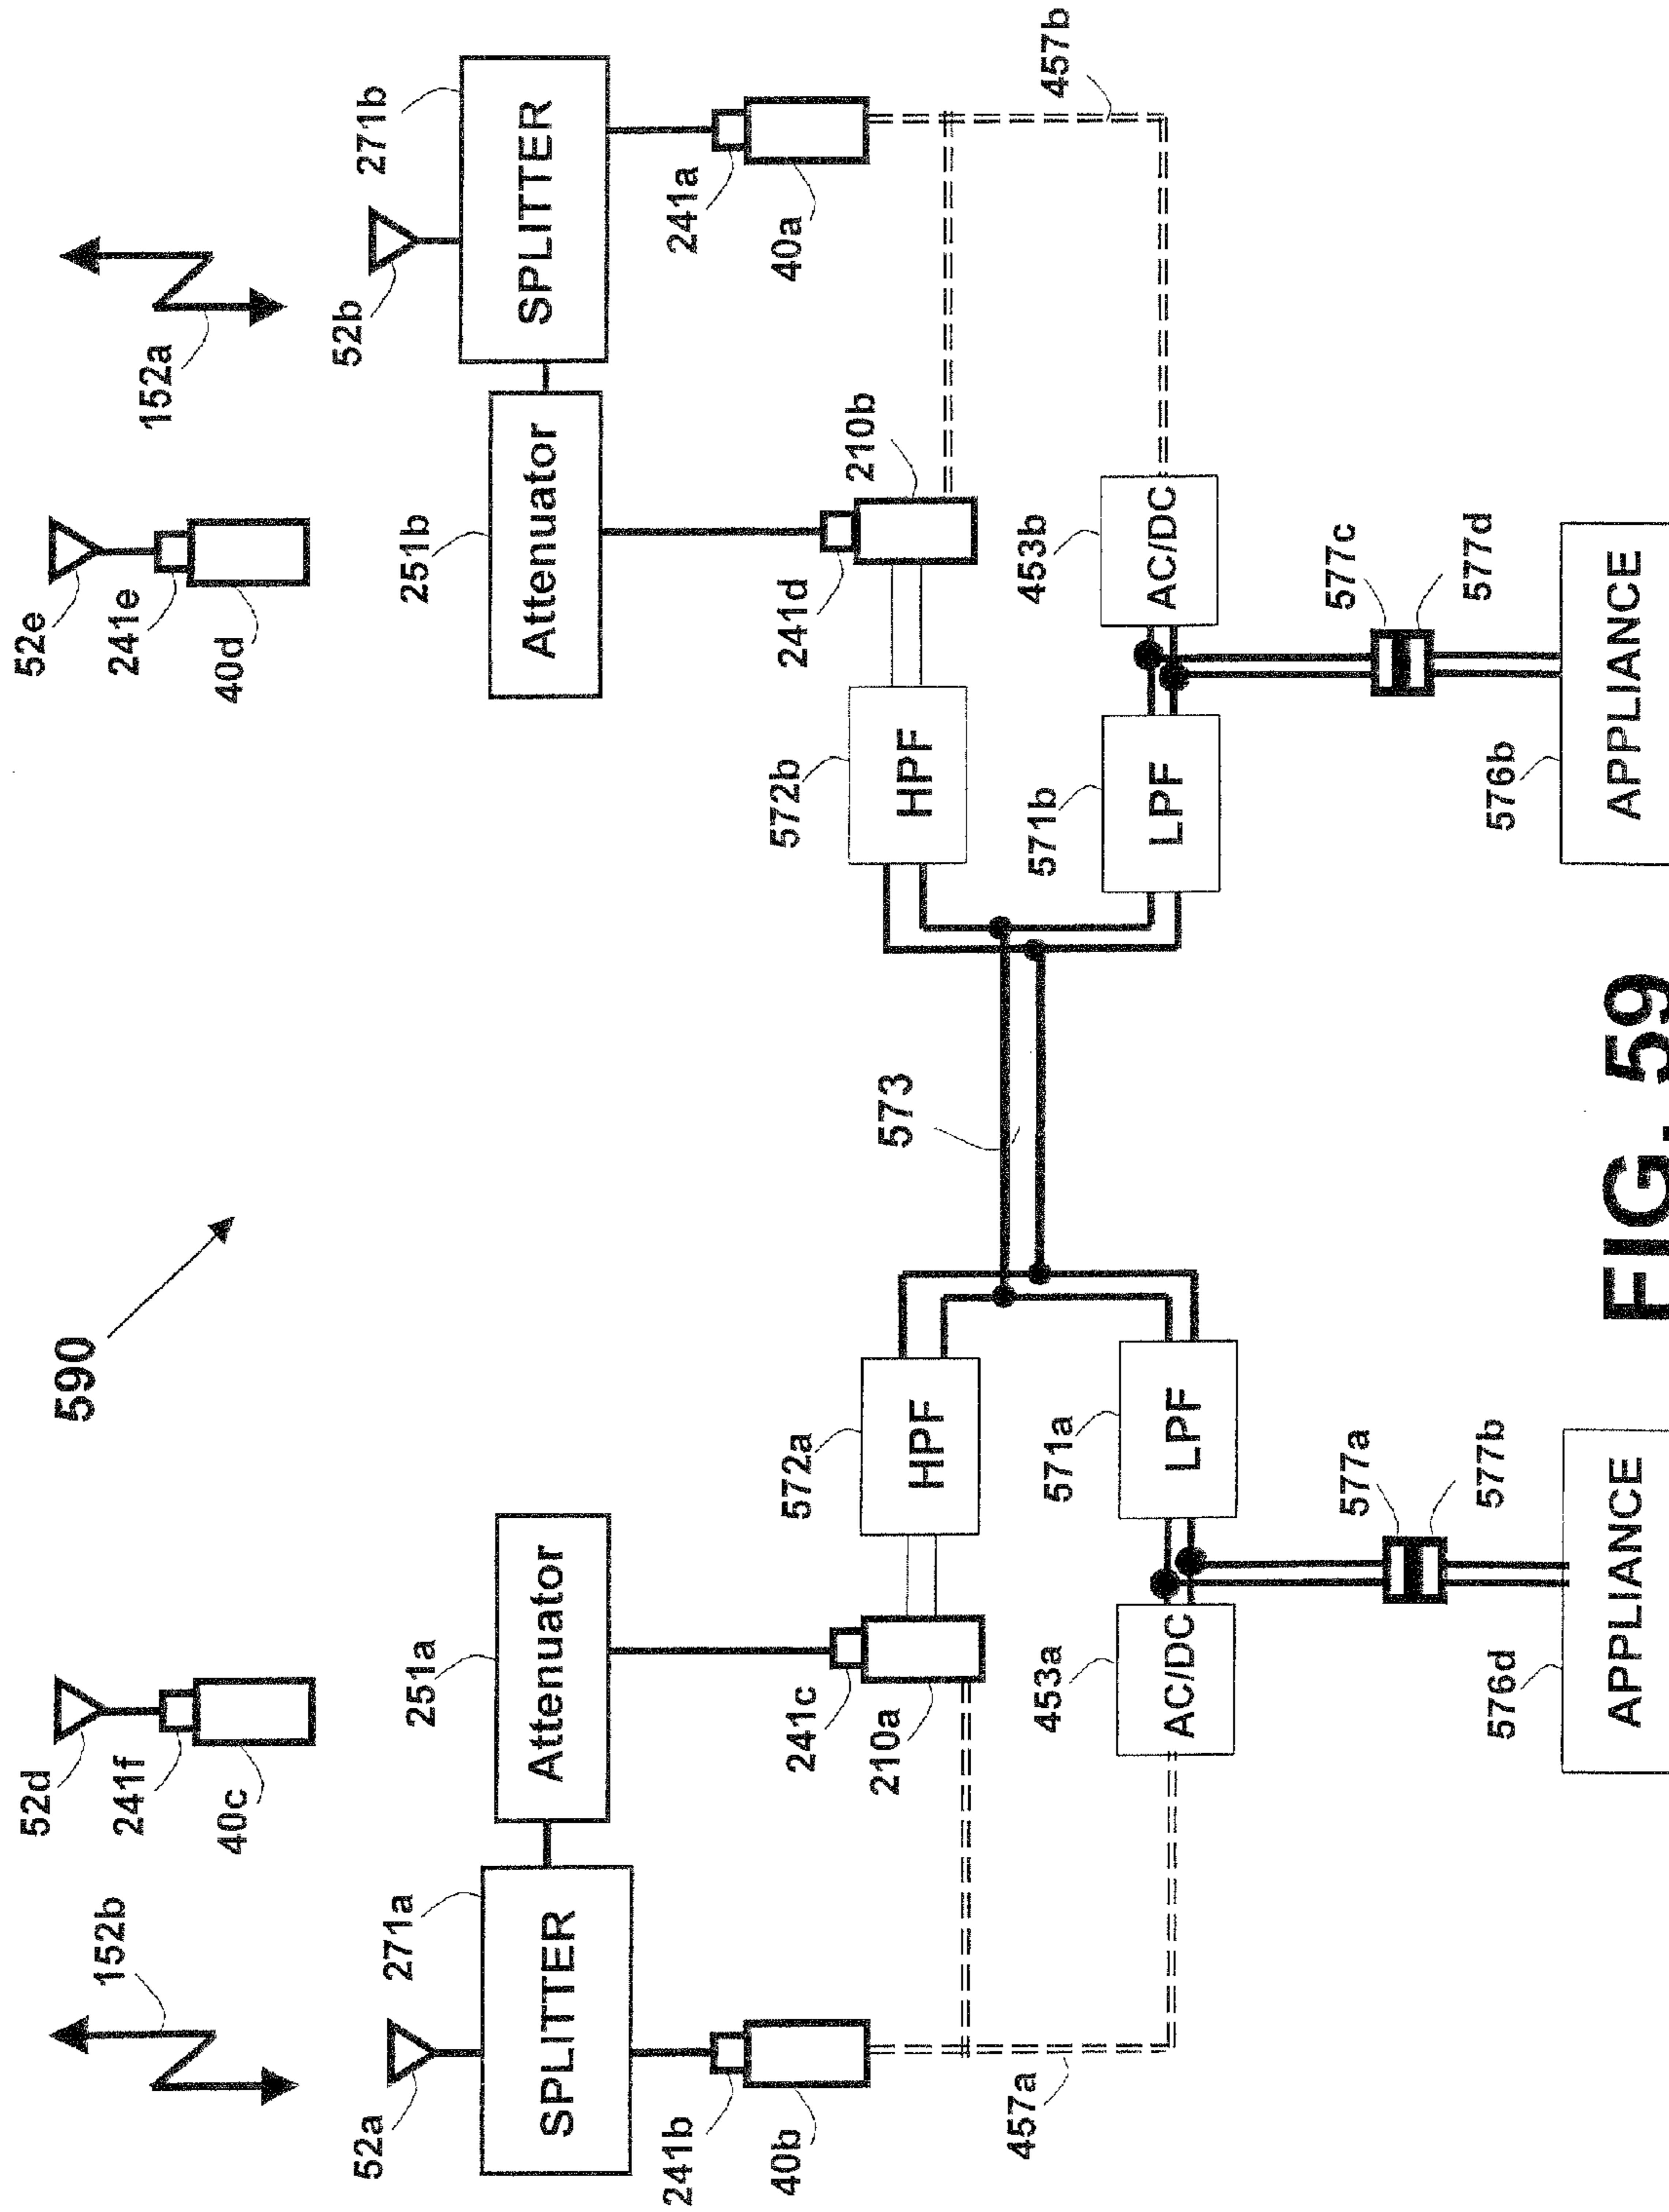 590
152b
52d
241f
40c
52e
241e
40d
152a
52a
271a
SPLITTER
251a
Attenuator
251b
Attenuator
52b
271b
SPLITTER
241b
40b
241c
210a
572a
HPF
573
572b
HPF
241d
210b
241a
40a
457a
453a
AC/DC
571a
LPF
571b
LPF
453b
AC/DC
457b
577a
577b
577c
577d
576d
APPLIANCE
576b
APPLIANCE
FIG. 59